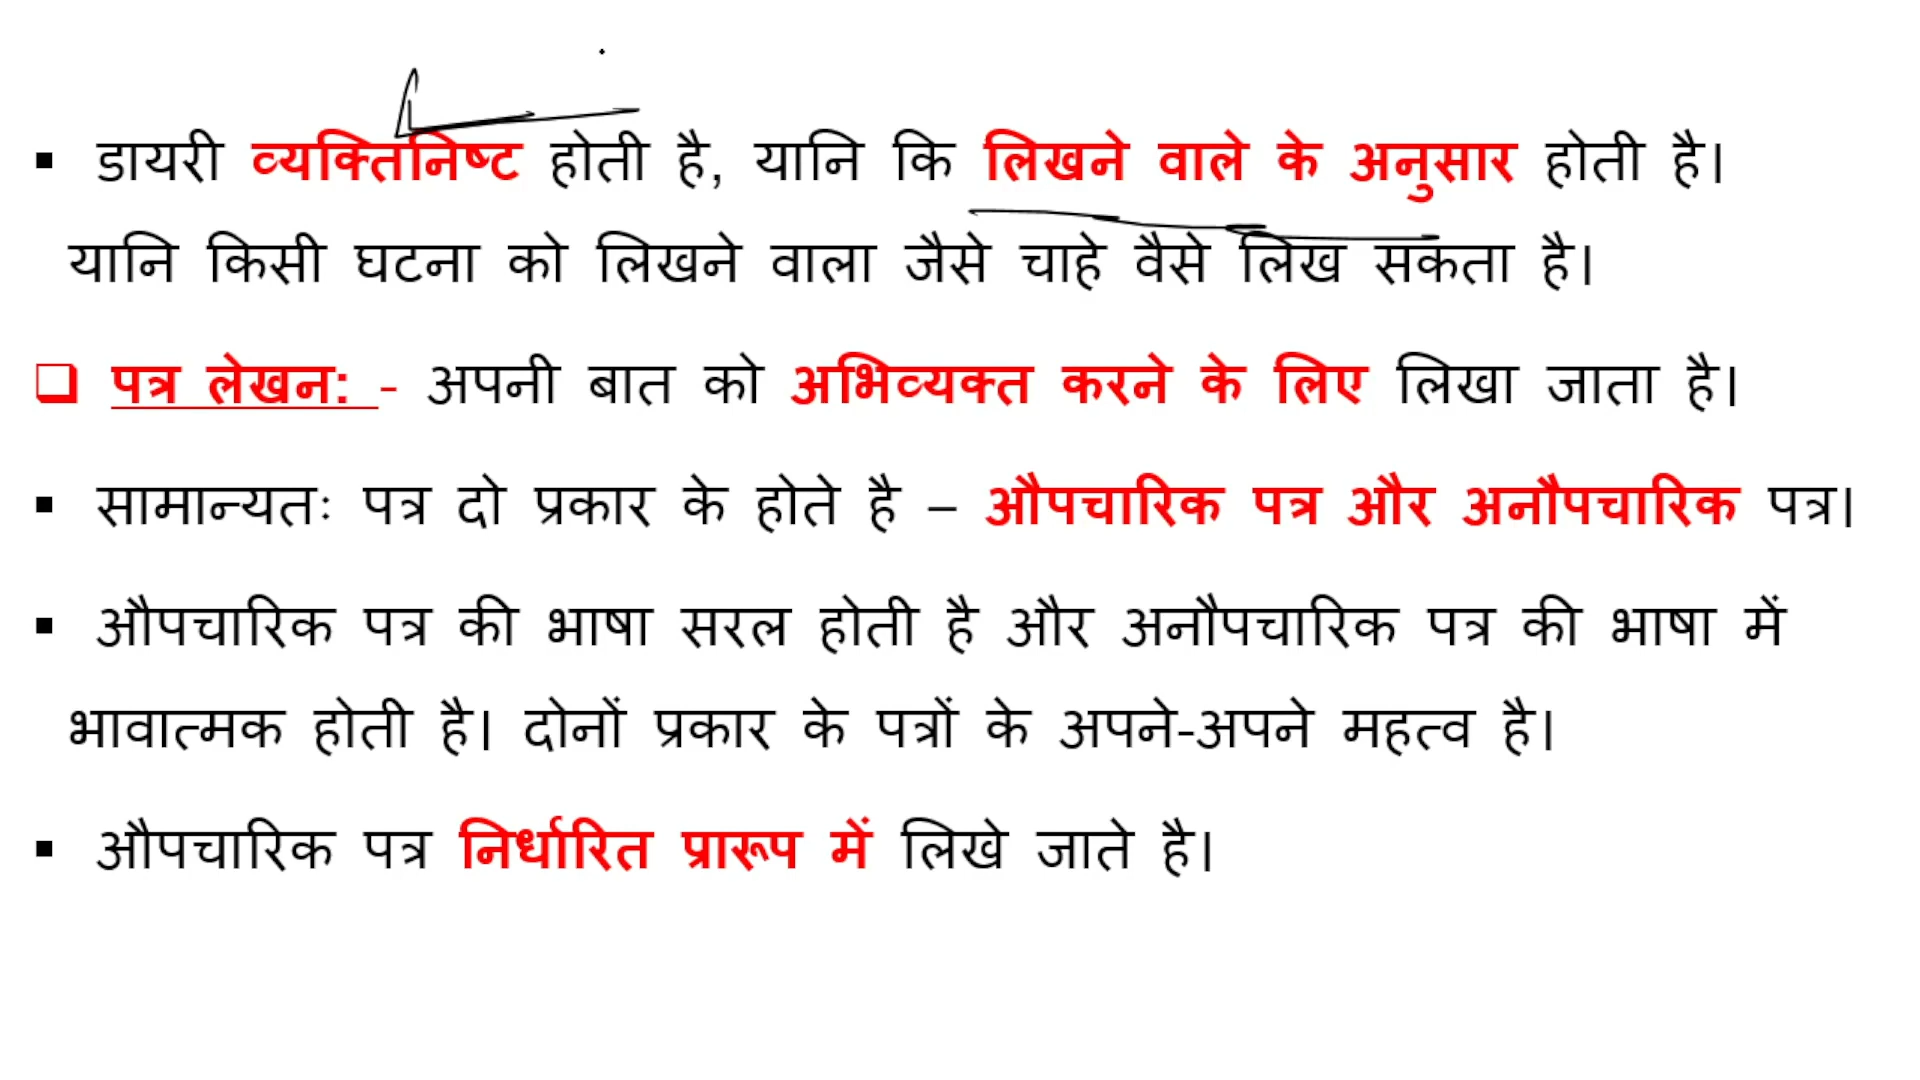 ▪ डायरी व्यक्तिनिष्ट होती है, यानि कि लिखने वाले के अनुसार होती है।
यानि किसी घटना को लिखने वाला जैसे चाहे वैसे लिख सकता है।
❑ पत्र लेखन: - अपनी बात को अभिव्यक्त करने के लिए लिखा जाता है।
▪ सामान्यतः पत्र दो प्रकार के होते है – औपचारिक पत्र और अनौपचारिक पत्र।
▪ औपचारिक पत्र की भाषा सरल होती है और अनौपचारिक पत्र की भाषा में
भावात्मक होती है। दोनों प्रकार के पत्रों के अपने-अपने महत्व है।
▪ औपचारिक पत्र निर्धारित प्रारूप में लिखे जाते है।